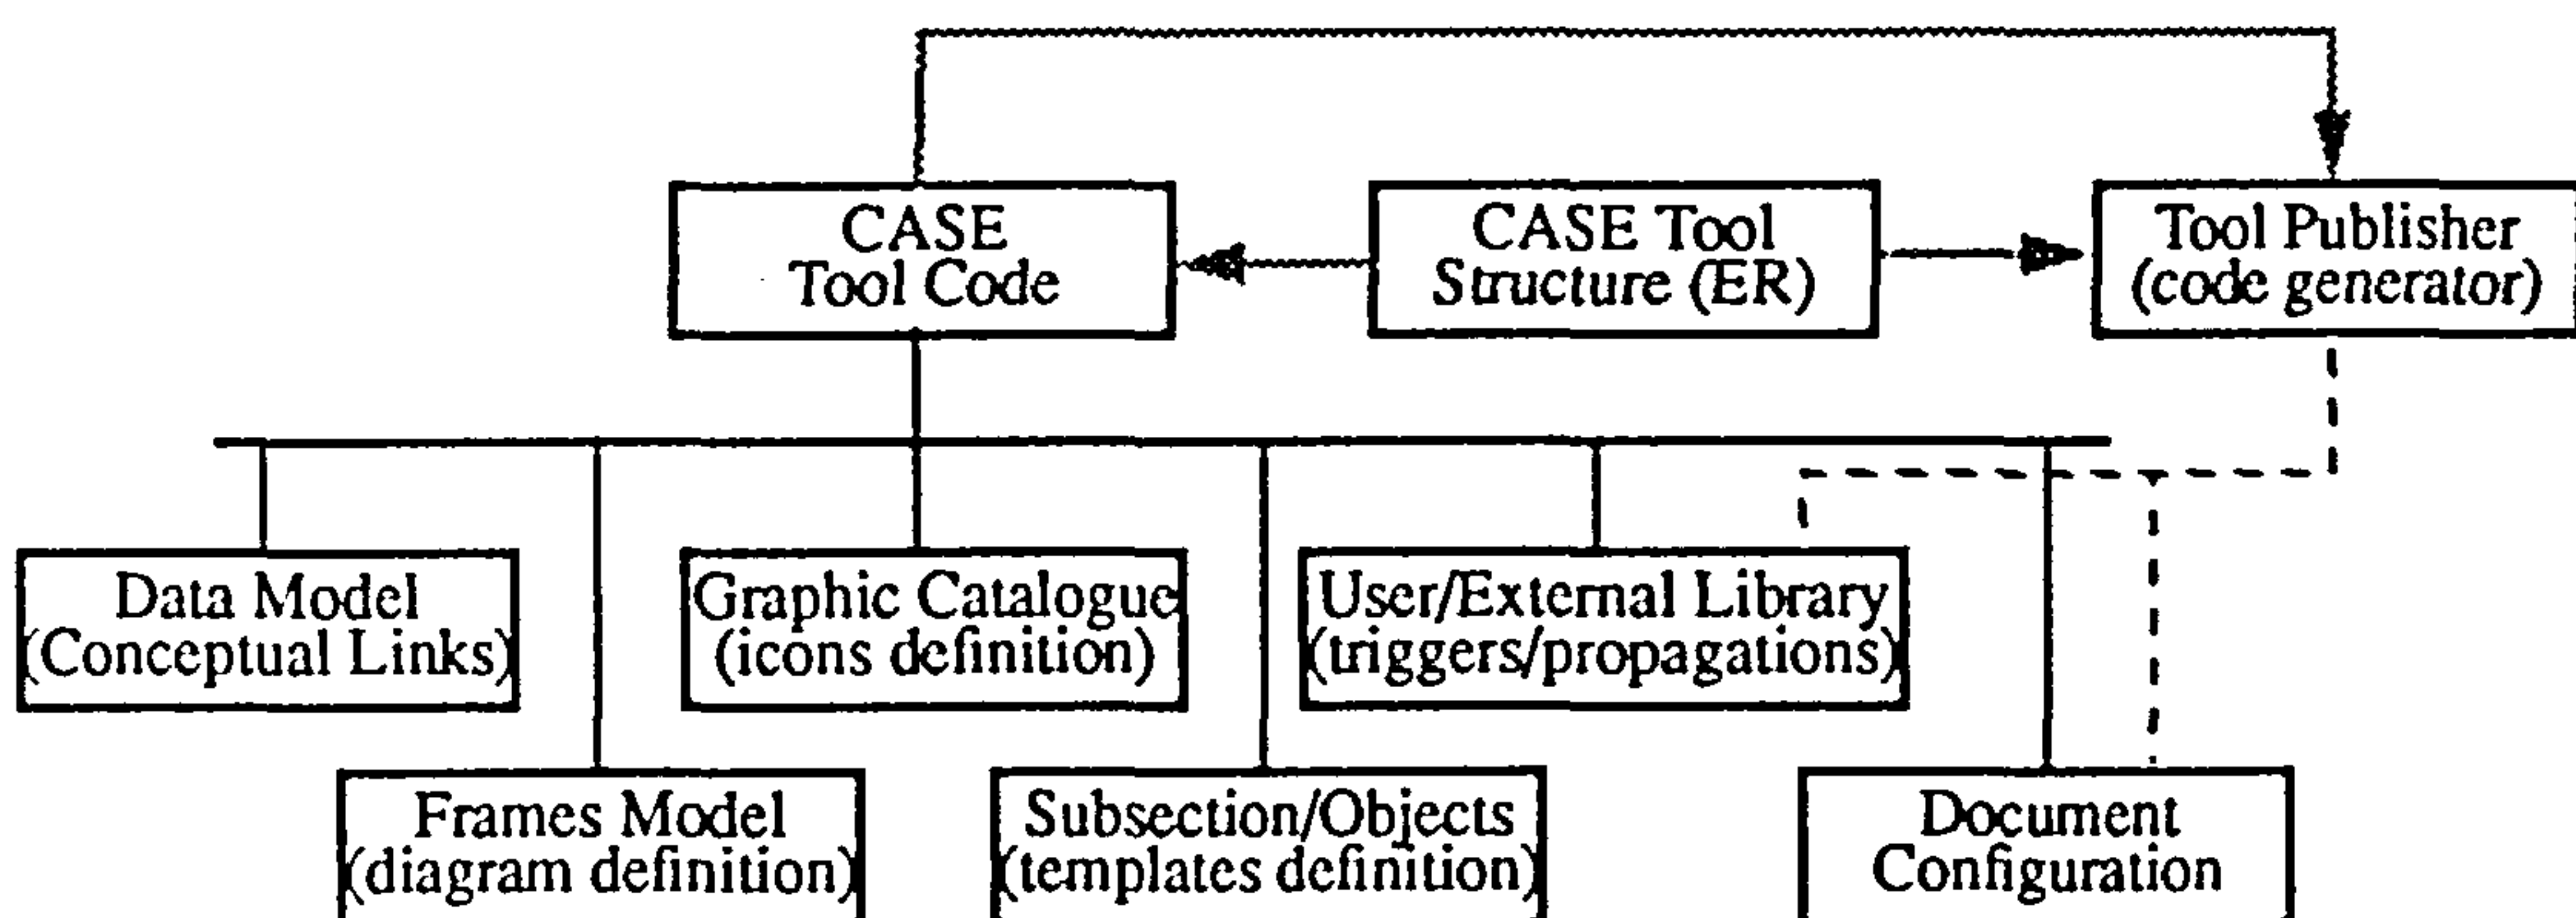 CASE
Tool Code
CASE Tool
Structure (ER)
Tool Publisher
(code generator)
Data Model
(Conceptual Links)
Graphic Catalogue
(icons definition)
User/External Library
(triggers/propagations)
Frames Model
(diagram definition)
Subsection/Objects
(templates definition)
Document
Configuration